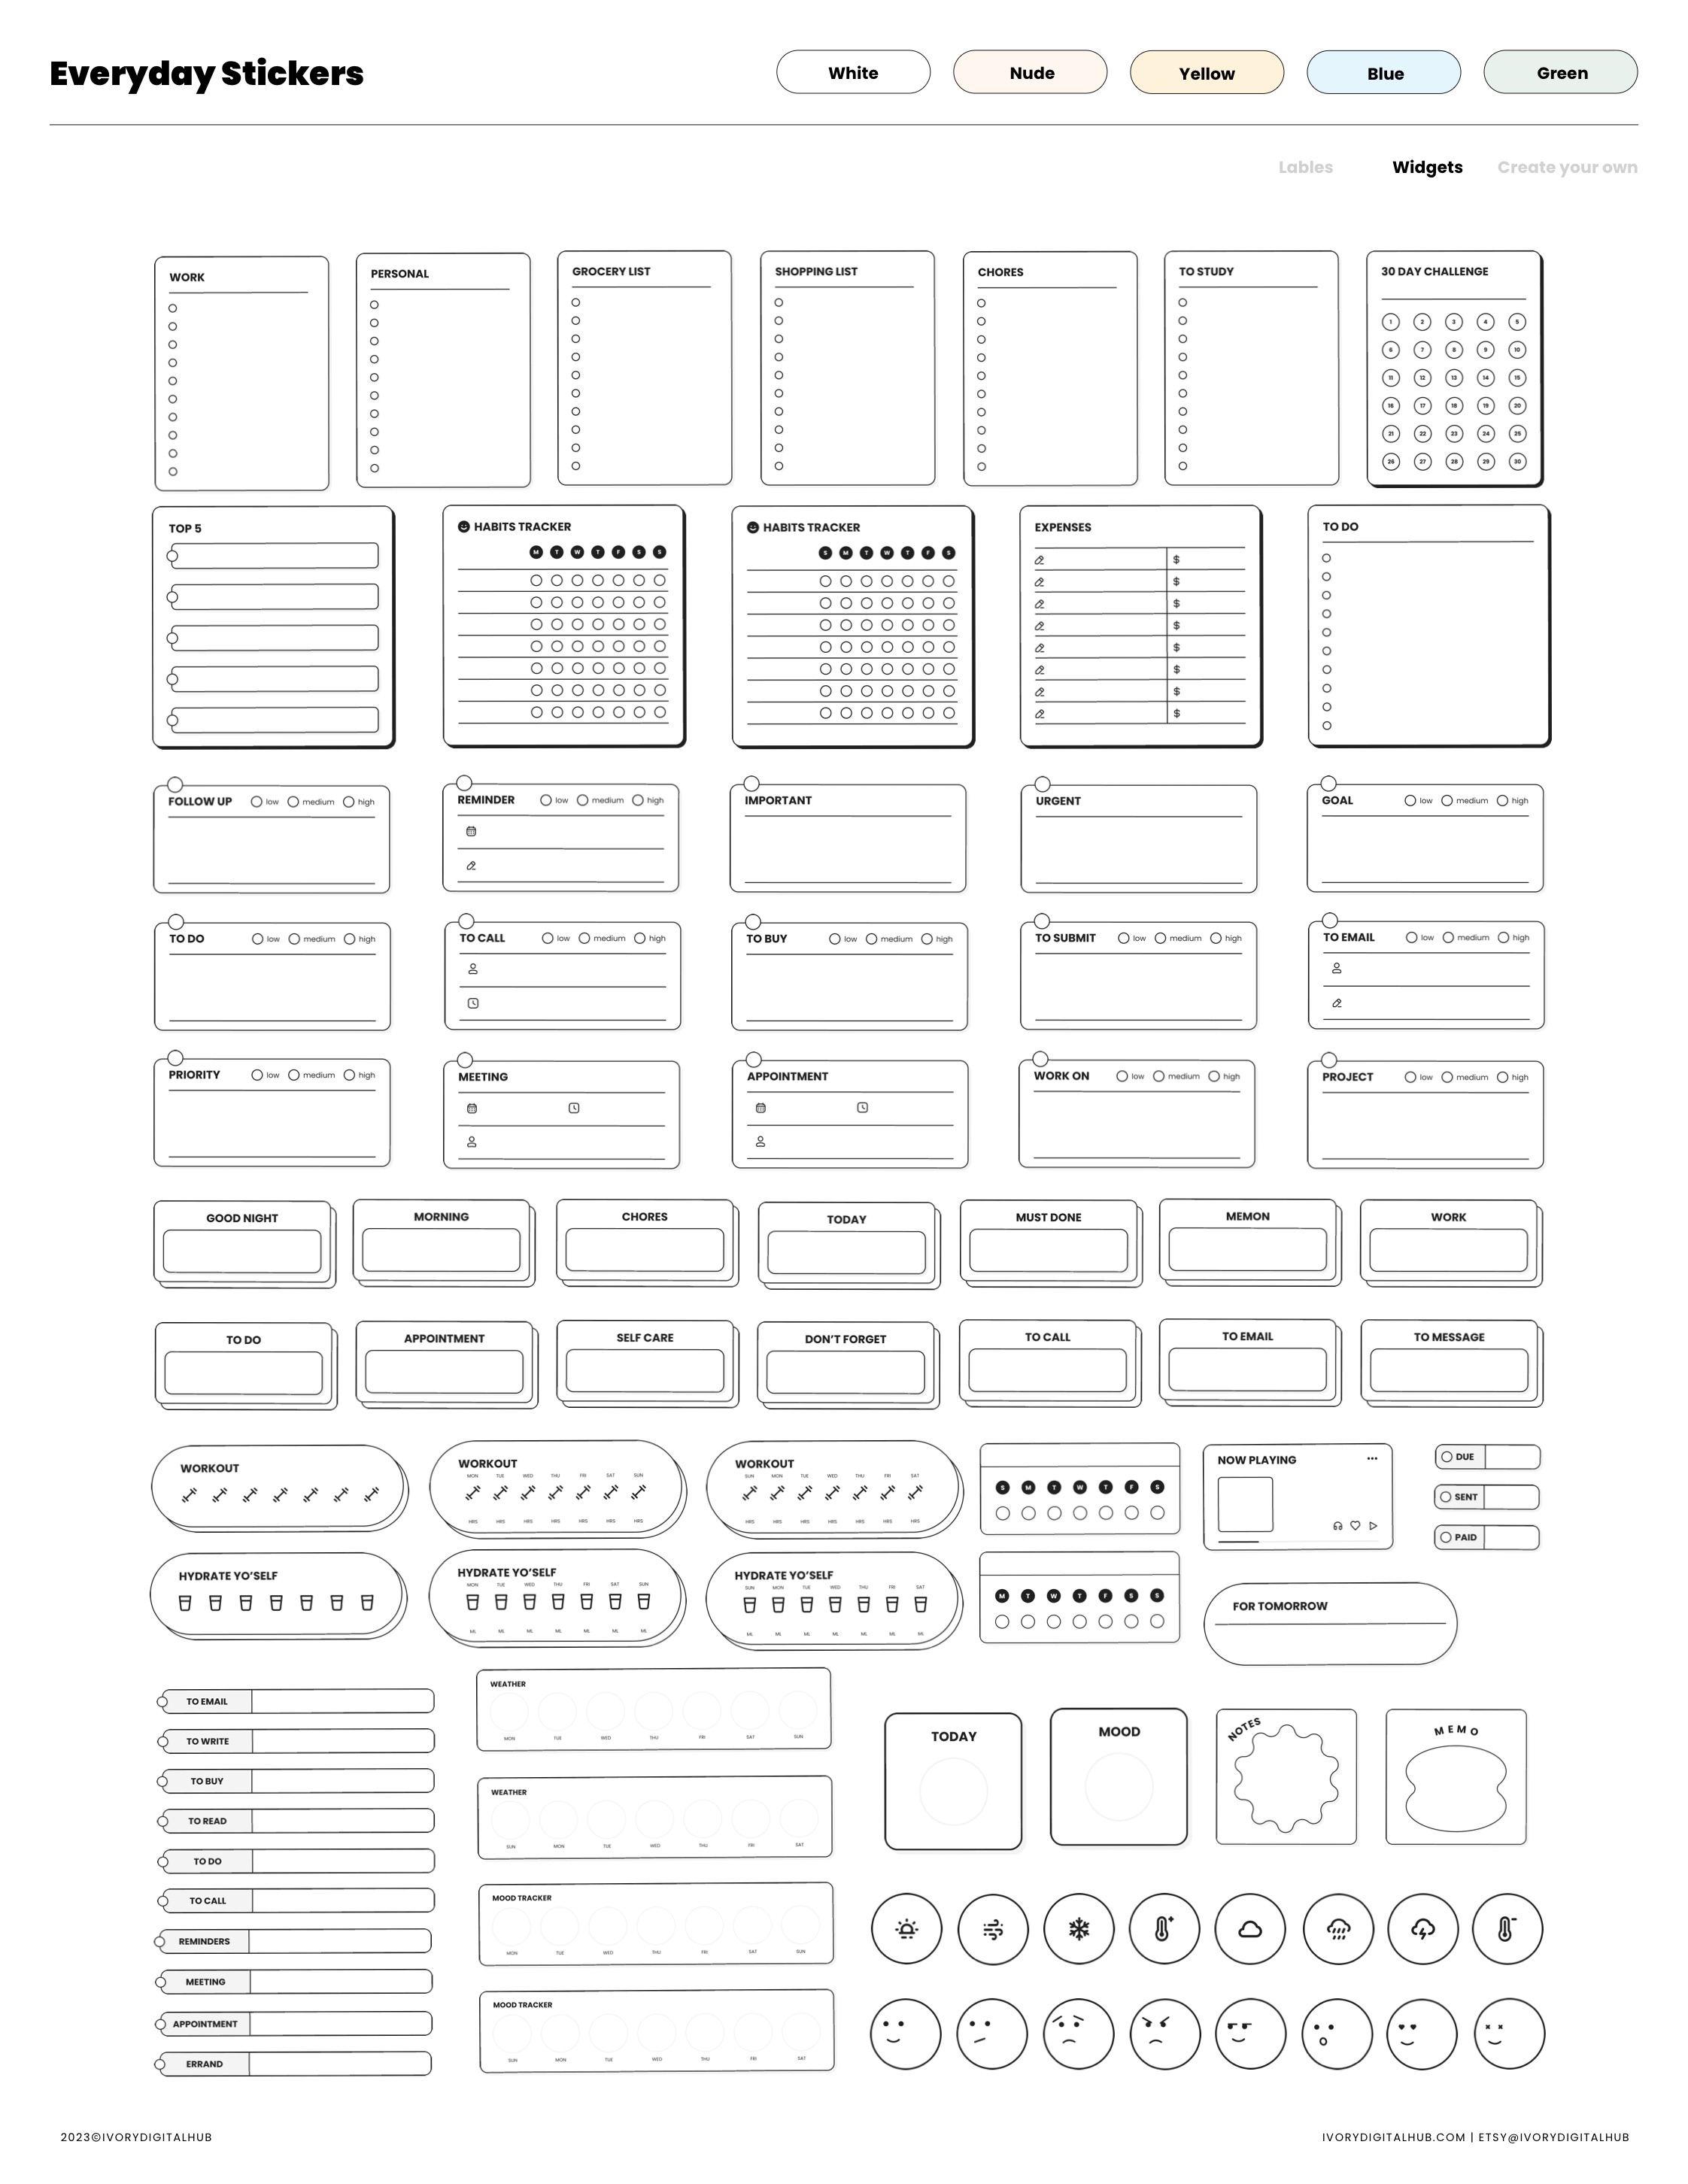 Everyday Stickers
White Nude Yellow Blue Green
Lables Widgets Create your own
WORK PERSONAL GROCERY LIST SHOPPING LIST CHORES TO STUDY 30 DAY CHALLENGE
1 2 3 4 5
6 7 8 9 10
11 12 13 14 15
16 17 18 19 20
21 22 23 24 25
26 27 28 29 30
TOP 5 HABITS TRACKER HABITS TRACKER EXPENSES TO DO
M T W T F S S S M T W T F S
$
$
$
$
$
$
$
$
FOLLOW UP low medium high REMINDER low medium high IMPORTANT URGENT GOAL low medium high
TO DO low medium high TO CALL low medium high TO BUY low medium high TO SUBMIT low medium high TO EMAIL low medium high
PRIORITY low medium high MEETING APPOINTMENT WORK ON low medium high PROJECT low medium high
GOOD NIGHT MORNING CHORES TODAY MUST DONE MEMON WORK
TO DO APPOINTMENT SELF CARE DON'T FORGET TO CALL TO EMAIL TO MESSAGE
WORKOUT
WORKOUT
MON TUE WED THU FRI SAT SUN
HRS HRS HRS HRS HRS HRS HRS
WORKOUT
SUN MON TUE WED THU FRI SAT
HRS HRS HRS HRS HRS HRS HRS
S M T W T F S
NOW PLAYING
DUE
SENT
PAID
HYDRATE YO'SELF
HYDRATE YO'SELF
MON TUE WED THU FRI SAT SUN
ML ML ML ML ML ML ML
HYDRATE YO'SELF
SUN MON TUE WED THU FRI SAT
ML ML ML ML ML ML ML
M T W T F S S
FOR TOMORROW
TO EMAIL
TO WRITE
TO BUY
TO READ
TO DO
TO CALL
REMINDERS
MEETING
APPOINTMENT
ERRAND
WEATHER
MON TUE WED THU FRI SAT SUN
WEATHER
SUN MON TUE WED THU FRI SAT
MOOD TRACKER
MON TUE WED THU FRI SAT SUN
MOOD TRACKER
SUN MON TUE WED THU FRI SAT
TODAY MOOD NOTES MEMO
2023©IVORYDIGITALHUB IVORYDIGITALHUB.COM | ETSY@IVORYDIGITALHUB